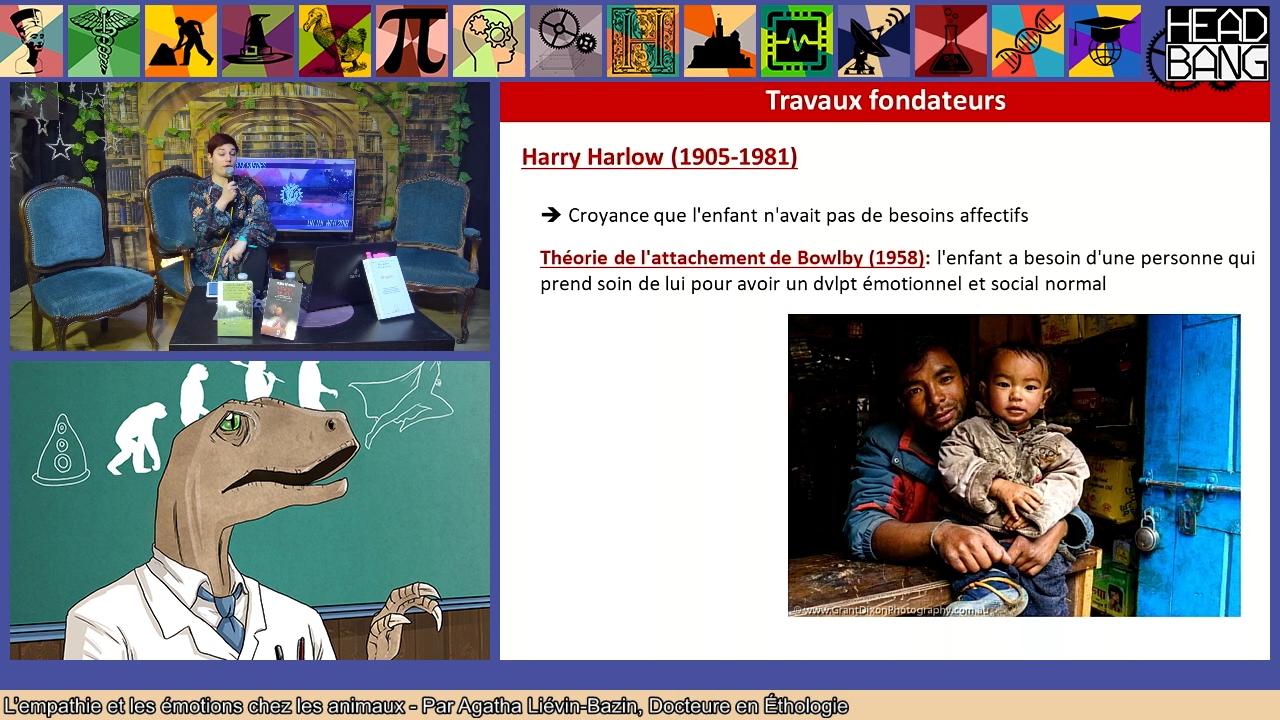 HEAD
BANG
Travaux fondateurs
Harry Harlow (1905-1981)
➔ Croyance que l'enfant n'avait pas de besoins affectifs
Théorie de l'attachement de Bowlby (1958): l'enfant a besoin d'une personne qui
prend soin de lui pour avoir un dvlpt émotionnel et social normal
© www.GrantDixonPhotography.com.au
L'empathie et les émotions chez les animaux - Par Agatha Liévin-Bazin, Docteure en Éthologie